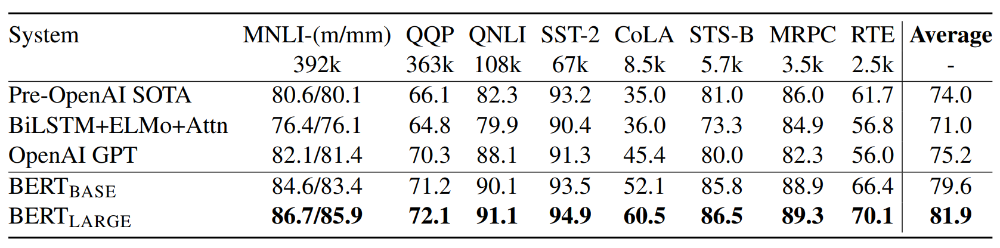 System MNLI-(m/mm) QQP QNLI SST-2 CoLA STS-B MRPC RTE Average
392k 363k 108k 67k 8.5k 5.7k 3.5k 2.5k -
Pre-OpenAI SOTA 80.6/80.1 66.1 82.3 93.2 35.0 81.0 86.0 61.7 74.0
BiLSTM+ELMo+Attn 76.4/76.1 64.8 79.9 90.4 36.0 73.3 84.9 56.8 71.0
OpenAI GPT 82.1/81.4 70.3 88.1 91.3 45.4 80.0 82.3 56.0 75.2
BERTBASE 84.6/83.4 71.2 90.1 93.5 52.1 85.8 88.9 66.4 79.6
BERTLARGE 86.7/85.9 72.1 91.1 94.9 60.5 86.5 89.3 70.1 81.9